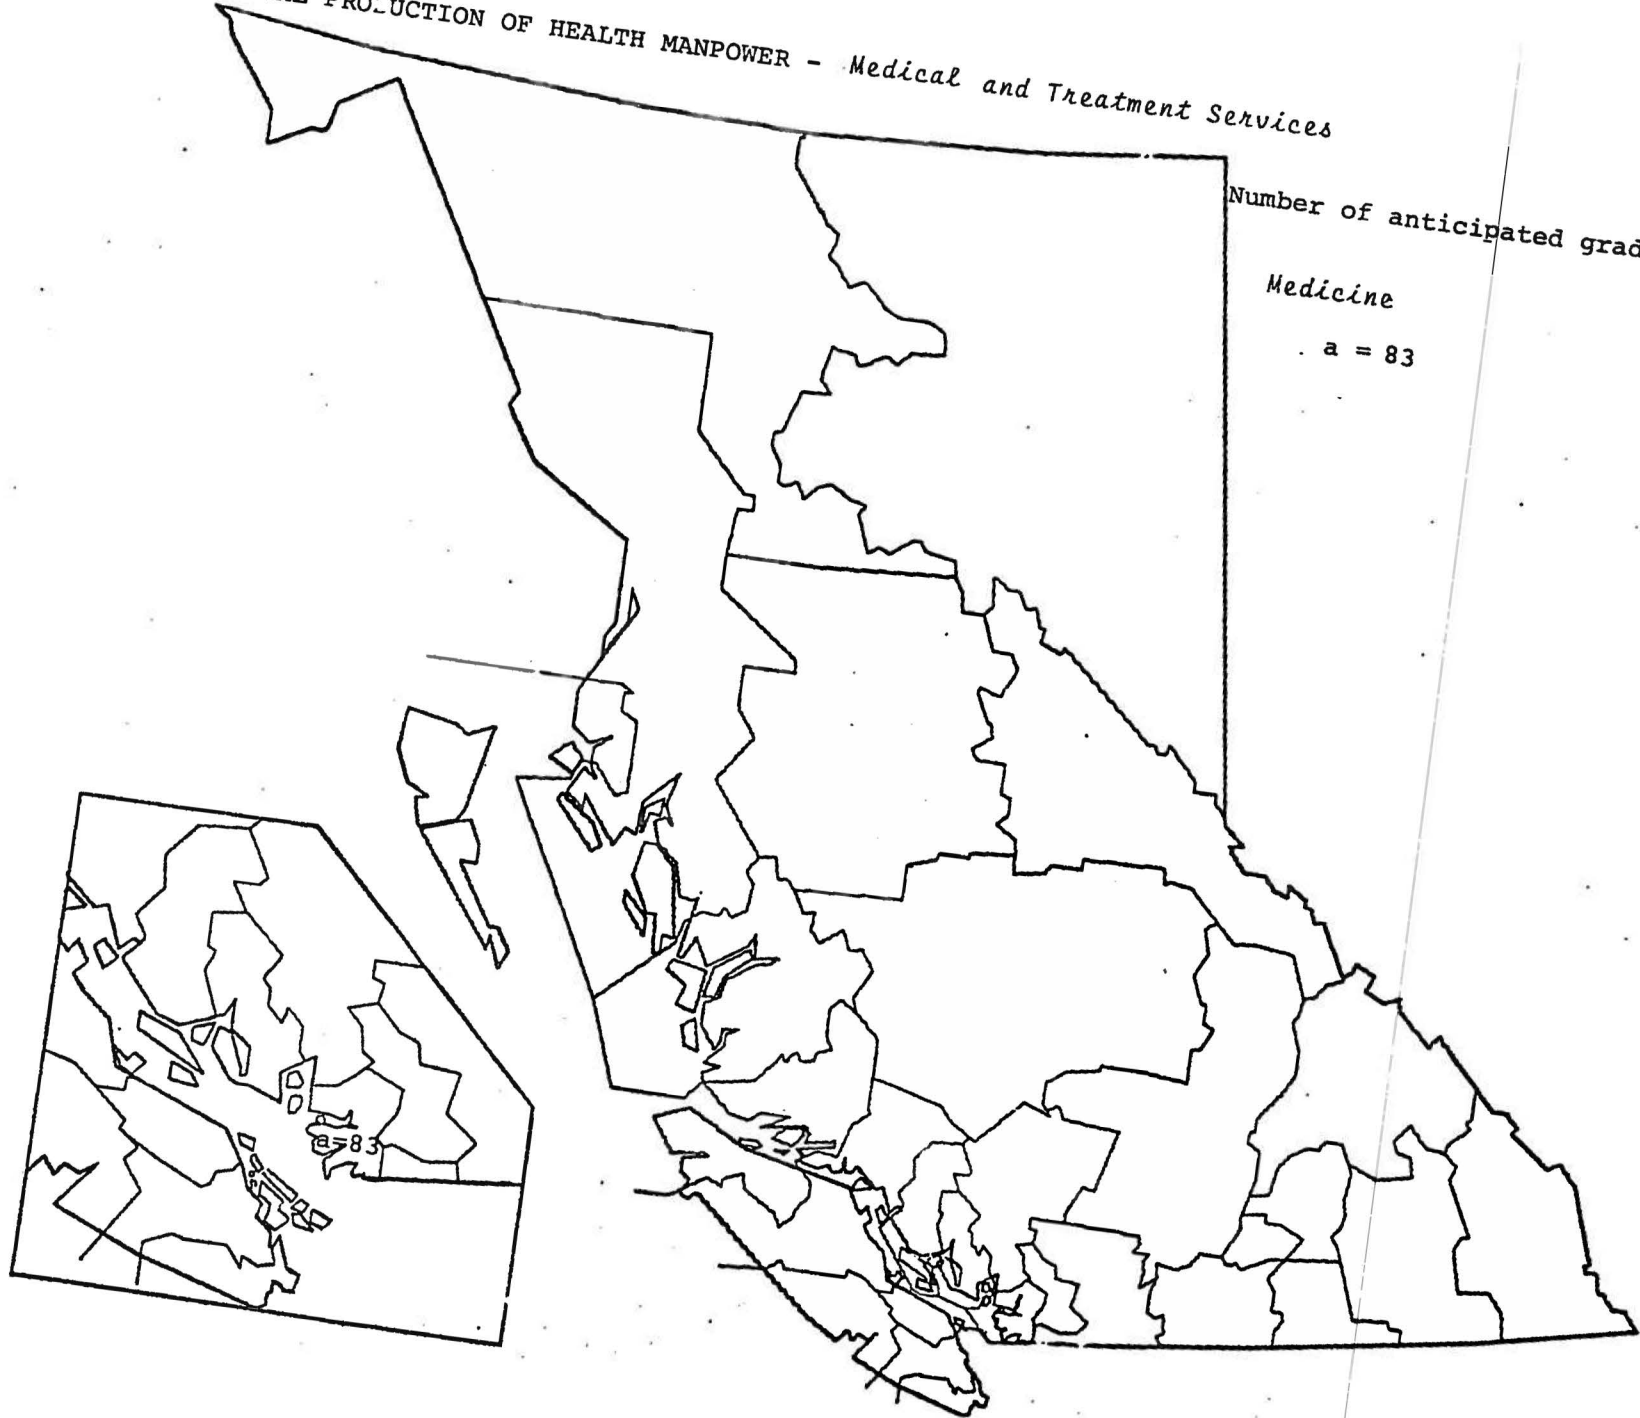 PRODUCTION OF HEALTH MANPOWER - Medical and Treatment Services
Number of anticipated grad
Medicine
a = 83
a=83